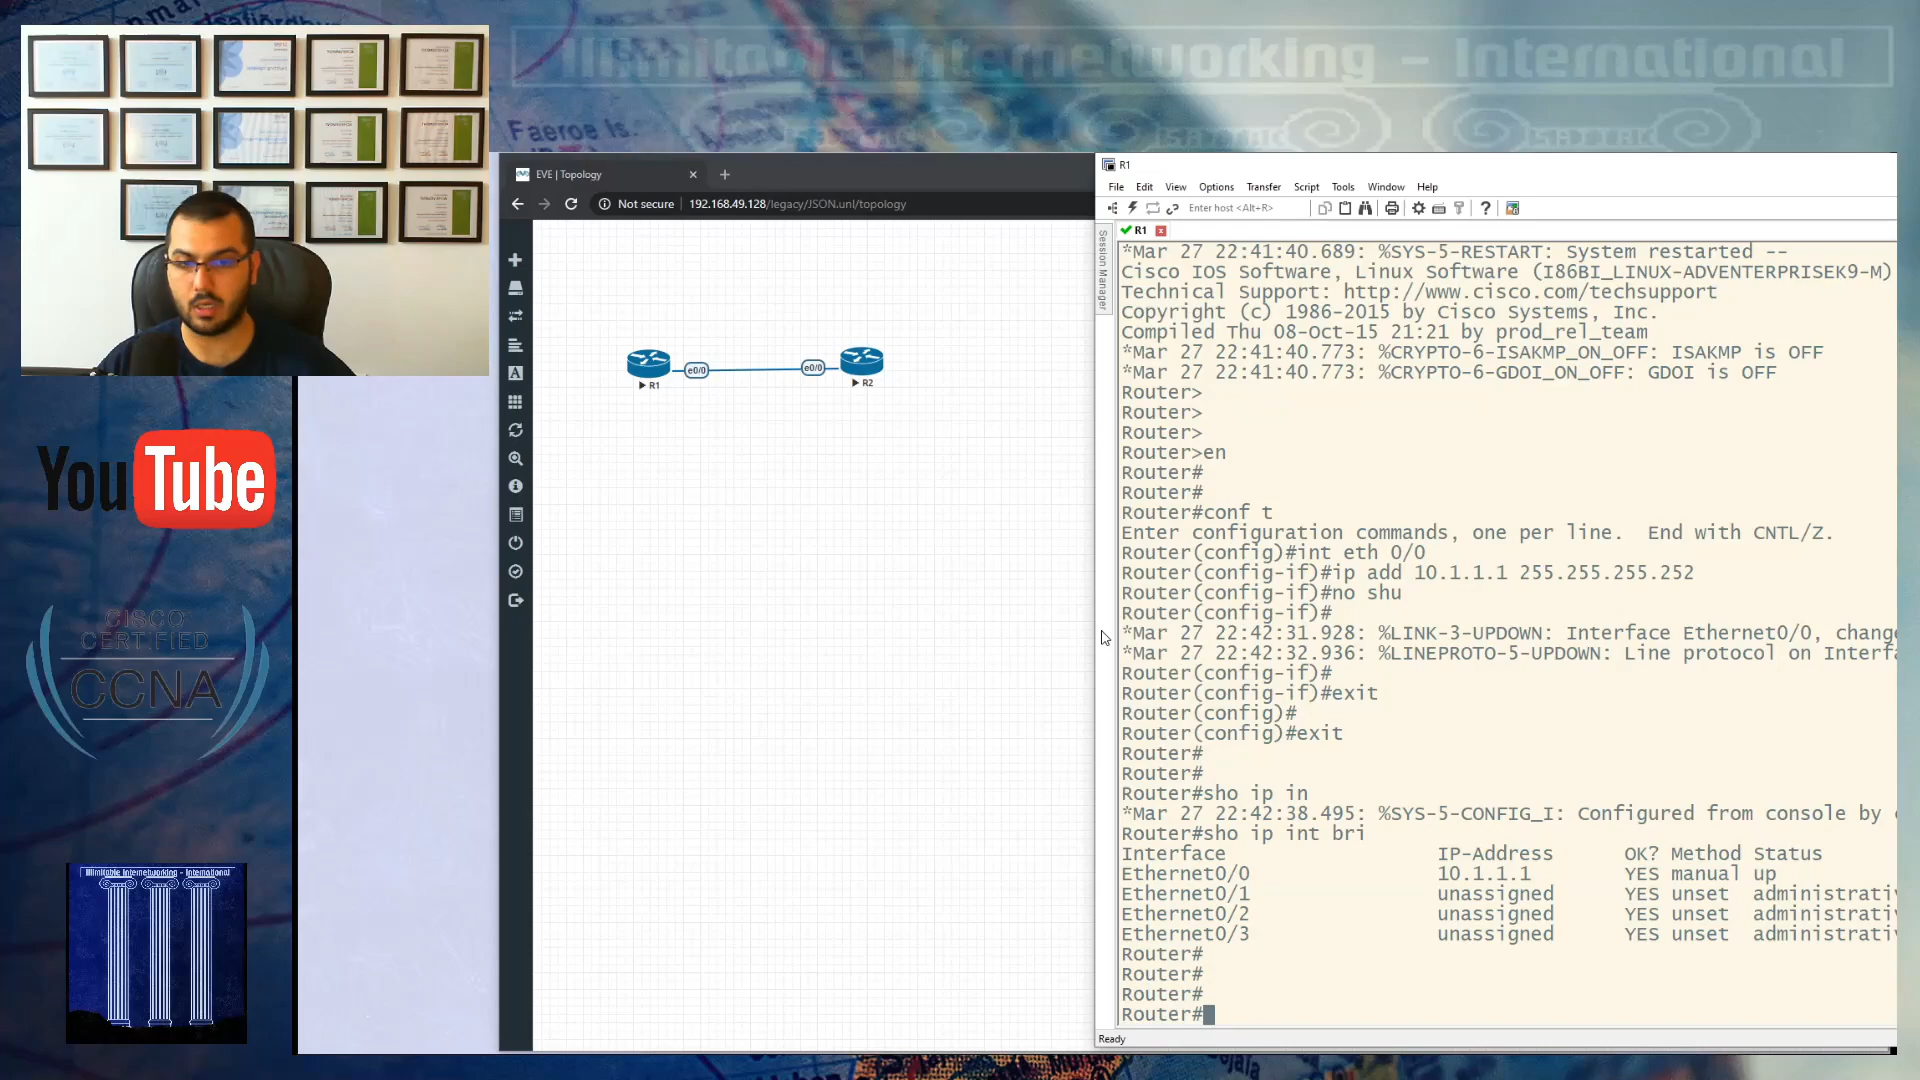 Illimitable Internetworking - International
Faeroe Is.
EVE | Topology
Not secure
192.168.49.128/legacy/JSON.unl/topology
R1
e0/0
e0/0
R2
YouTube
CISCO
CERTIFIED
CCNA
Illimitable Internetworking - International
R1
File Edit View Options Transfer Script Tools Window Help
Enter host <Alt+R>
R1
Session Manager
*Mar 27 22:41:40.689: %SYS-5-RESTART: System restarted --
Cisco IOS Software, Linux Software (I86BI_LINUX-ADVENTERPRISEK9-M)
Technical Support: http://www.cisco.com/techsupport
Copyright (c) 1986-2015 by Cisco Systems, Inc.
Compiled Thu 08-Oct-15 21:21 by prod_rel_team
*Mar 27 22:41:40.773: %CRYPTO-6-ISAKMP_ON_OFF: ISAKMP is OFF
*Mar 27 22:41:40.773: %CRYPTO-6-GDOI_ON_OFF: GDOI is OFF
Router>
Router>
Router>
Router>en
Router#
Router#
Router#conf t
Enter configuration commands, one per line.  End with CNTL/Z.
Router(config)#int eth 0/0
Router(config-if)#ip add 10.1.1.1 255.255.255.252
Router(config-if)#no shu
Router(config-if)#
*Mar 27 22:42:31.928: %LINK-3-UPDOWN: Interface Ethernet0/0, change
*Mar 27 22:42:32.936: %LINEPROTO-5-UPDOWN: Line protocol on Interfa
Router(config-if)#
Router(config-if)#exit
Router(config)#
Router(config)#exit
Router#
Router#
Router#sho ip in
*Mar 27 22:42:38.495: %SYS-5-CONFIG_I: Configured from console by c
Router#sho ip int bri
Interface IP-Address OK? Method Status
Ethernet0/0 10.1.1.1 YES manual up
Ethernet0/1 unassigned YES unset administrativ
Ethernet0/2 unassigned YES unset administrativ
Ethernet0/3 unassigned YES unset administrativ
Router#
Router#
Router#
Router#
Ready